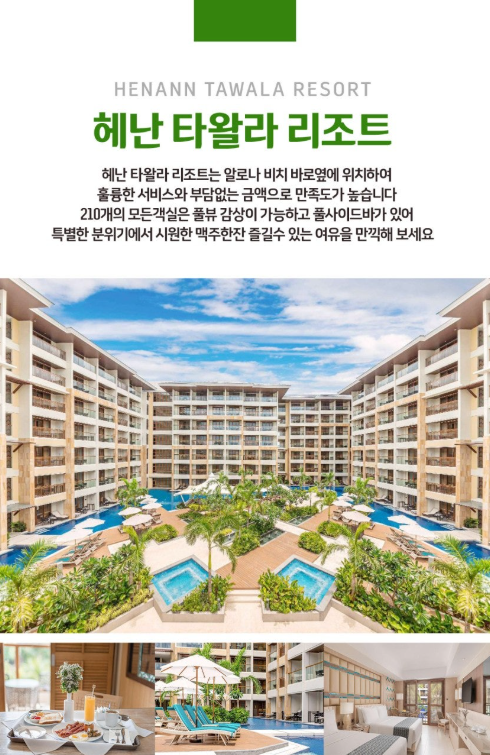 HENANN TAWALA RESORT
헤난 타왈라 리조트
헤난 타왈라 리조트는 알로나 비치 바로옆에 위치하여
훌륭한 서비스와 부담없는 금액으로 만족도가 높습니다
210개의 모든객실은 풀뷰 감상이 가능하고 풀사이드바가 있어
특별한 분위기에서 시원한 맥주한잔 즐길수 있는 여유을 만끽해 보세요